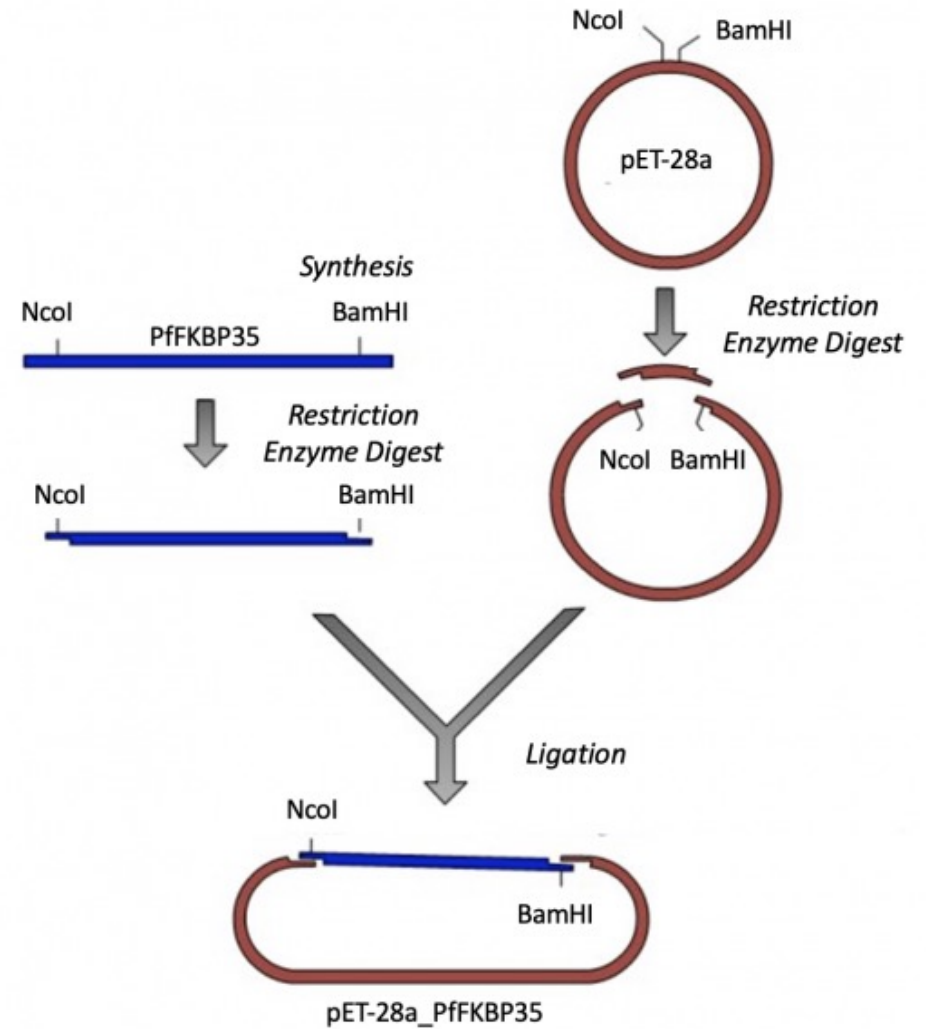 NcoI
BamHI
pET-28a
Synthesis
NcoI
BamHI
PfFKBP35
Restriction
Enzyme Digest
Restriction
Enzyme Digest
NcoI BamHI
NcoI
BamHI
Ligation
NcoI
BamHI
pET-28a_PfFKBP35